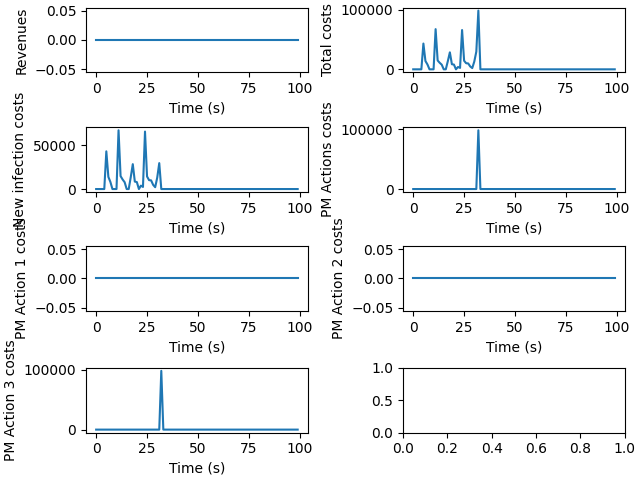 Revenues
0.05
0.00
−0.05
0 25 50 75 100
Time (s)
Total costs
100000
0
0 25 50 75 100
Time (s)
New infection costs
50000
0
0 25 50 75 100
Time (s)
PM Actions costs
100000
0
0 25 50 75 100
Time (s)
PM Action 1 costs
0.05
0.00
−0.05
0 25 50 75 100
Time (s)
PM Action 2 costs
0.05
0.00
−0.05
0 25 50 75 100
Time (s)
PM Action 3 costs
100000
0
0 25 50 75 100
Time (s)
1.0
0.5
0.0
0.0 0.2 0.4 0.6 0.8 1.0